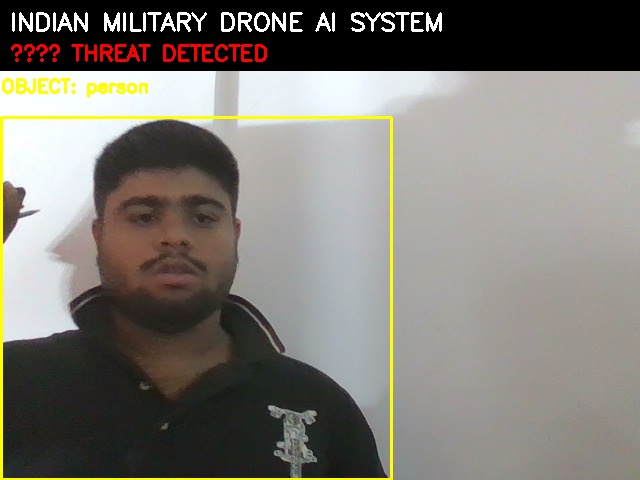 INDIAN MILITARY DRONE AI SYSTEM
???? THREAT DETECTED
OBJECT: person